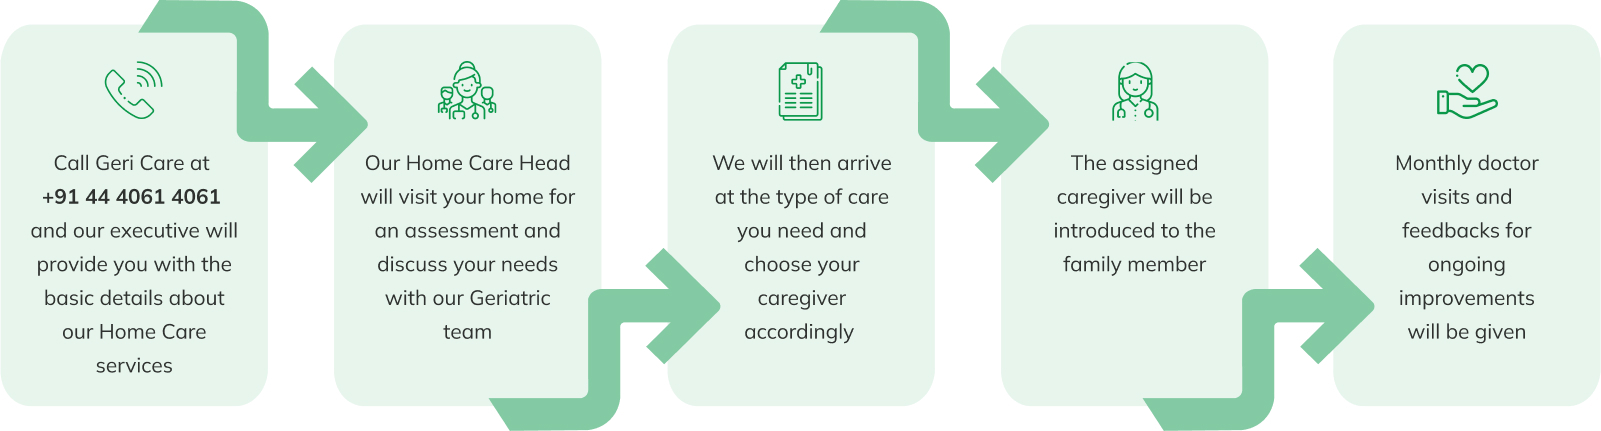 Call Geri Care at
+91 44 4061 4061
and our executive will
provide you with the
basic details about
our Home Care
services
Our Home Care Head
will visit your home for
an assessment and
discuss your needs
with our Geriatric
team
We will then arrive
at the type of care
you need and
choose your
caregiver
accordingly
The assigned
caregiver will be
introduced to the
family member
Monthly doctor
visits and
feedbacks for
ongoing
improvements
will be given